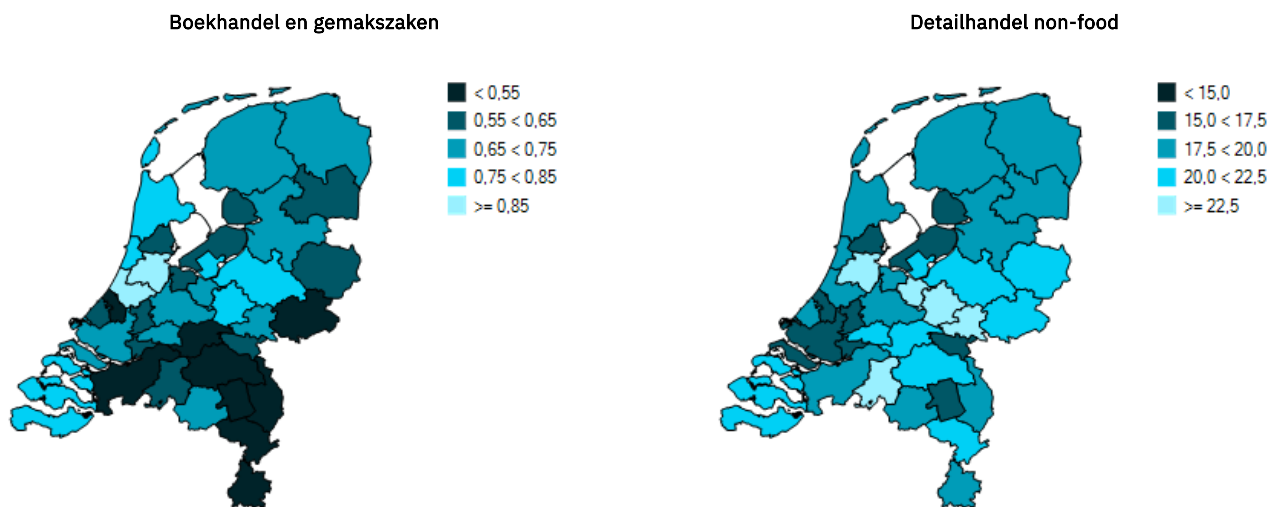 Boekhandel en gemakszaken
< 0,55
0,55 < 0,65
0,65 < 0,75
0,75 < 0,85
>= 0,85
Detailhandel non-food
< 15,0
15,0 < 17,5
17,5 < 20,0
20,0 < 22,5
>= 22,5